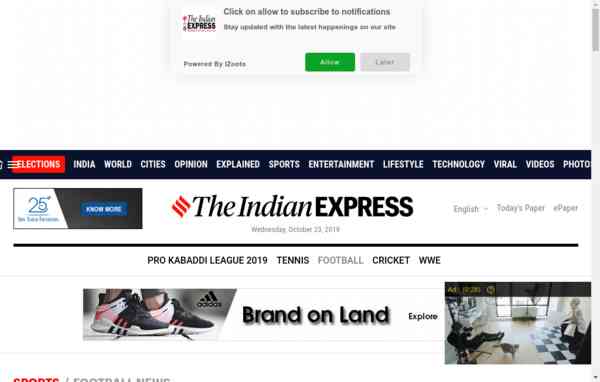 Click on allow to subscribe to notifications
The Indian EXPRESS
Stay updated with the latest happenings on our site
Powered By iZooto
Allow
Later
ELECTIONS INDIA WORLD CITIES OPINION EXPLAINED SPORTS ENTERTAINMENT LIFESTYLE TECHNOLOGY VIRAL VIDEOS PHOTOS
25
KNOW MORE
The Indian EXPRESS
English
Today's Paper
ePaper
Wednesday, October 23, 2019
PRO KABADDI LEAGUE 2019 TENNIS FOOTBALL CRICKET WWE
adidas
Brand on Land
Explore
Ad : (0:28)
SPORTS / FOOTBALL NEWS